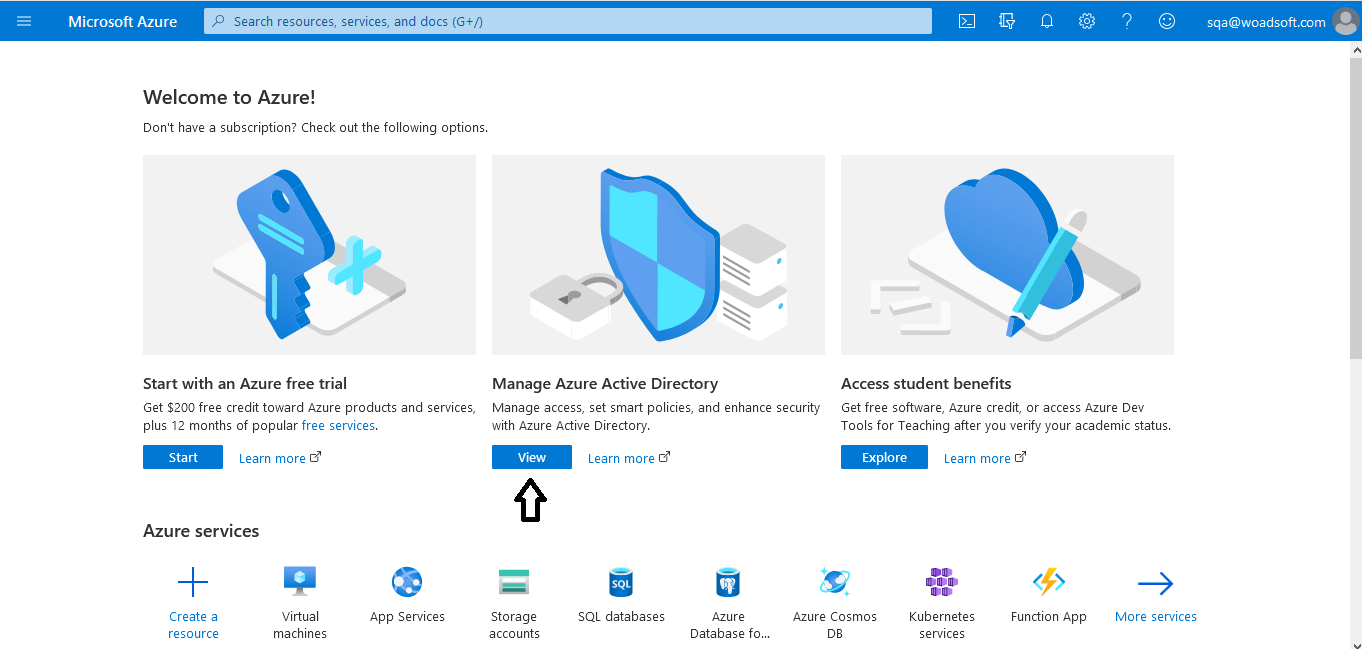 Microsoft Azure
Search resources, services, and docs (G+/)
sqa@woadsoft.com
Welcome to Azure!
Don't have a subscription? Check out the following options.
Start with an Azure free trial
Get $200 free credit toward Azure products and services,
plus 12 months of popular free services.
Start
Learn more
Manage Azure Active Directory
Manage access, set smart policies, and enhance security
with Azure Active Directory.
View
Learn more
Access student benefits
Get free software, Azure credit, or access Azure Dev
Tools for Teaching after you verify your academic status.
Explore
Learn more
Azure services
Create a
resource
Virtual
machines
App Services
Storage
accounts
SQL
SQL databases
Azure
Database fo...
Azure Cosmos
DB
Kubernetes
services
Function App
More services